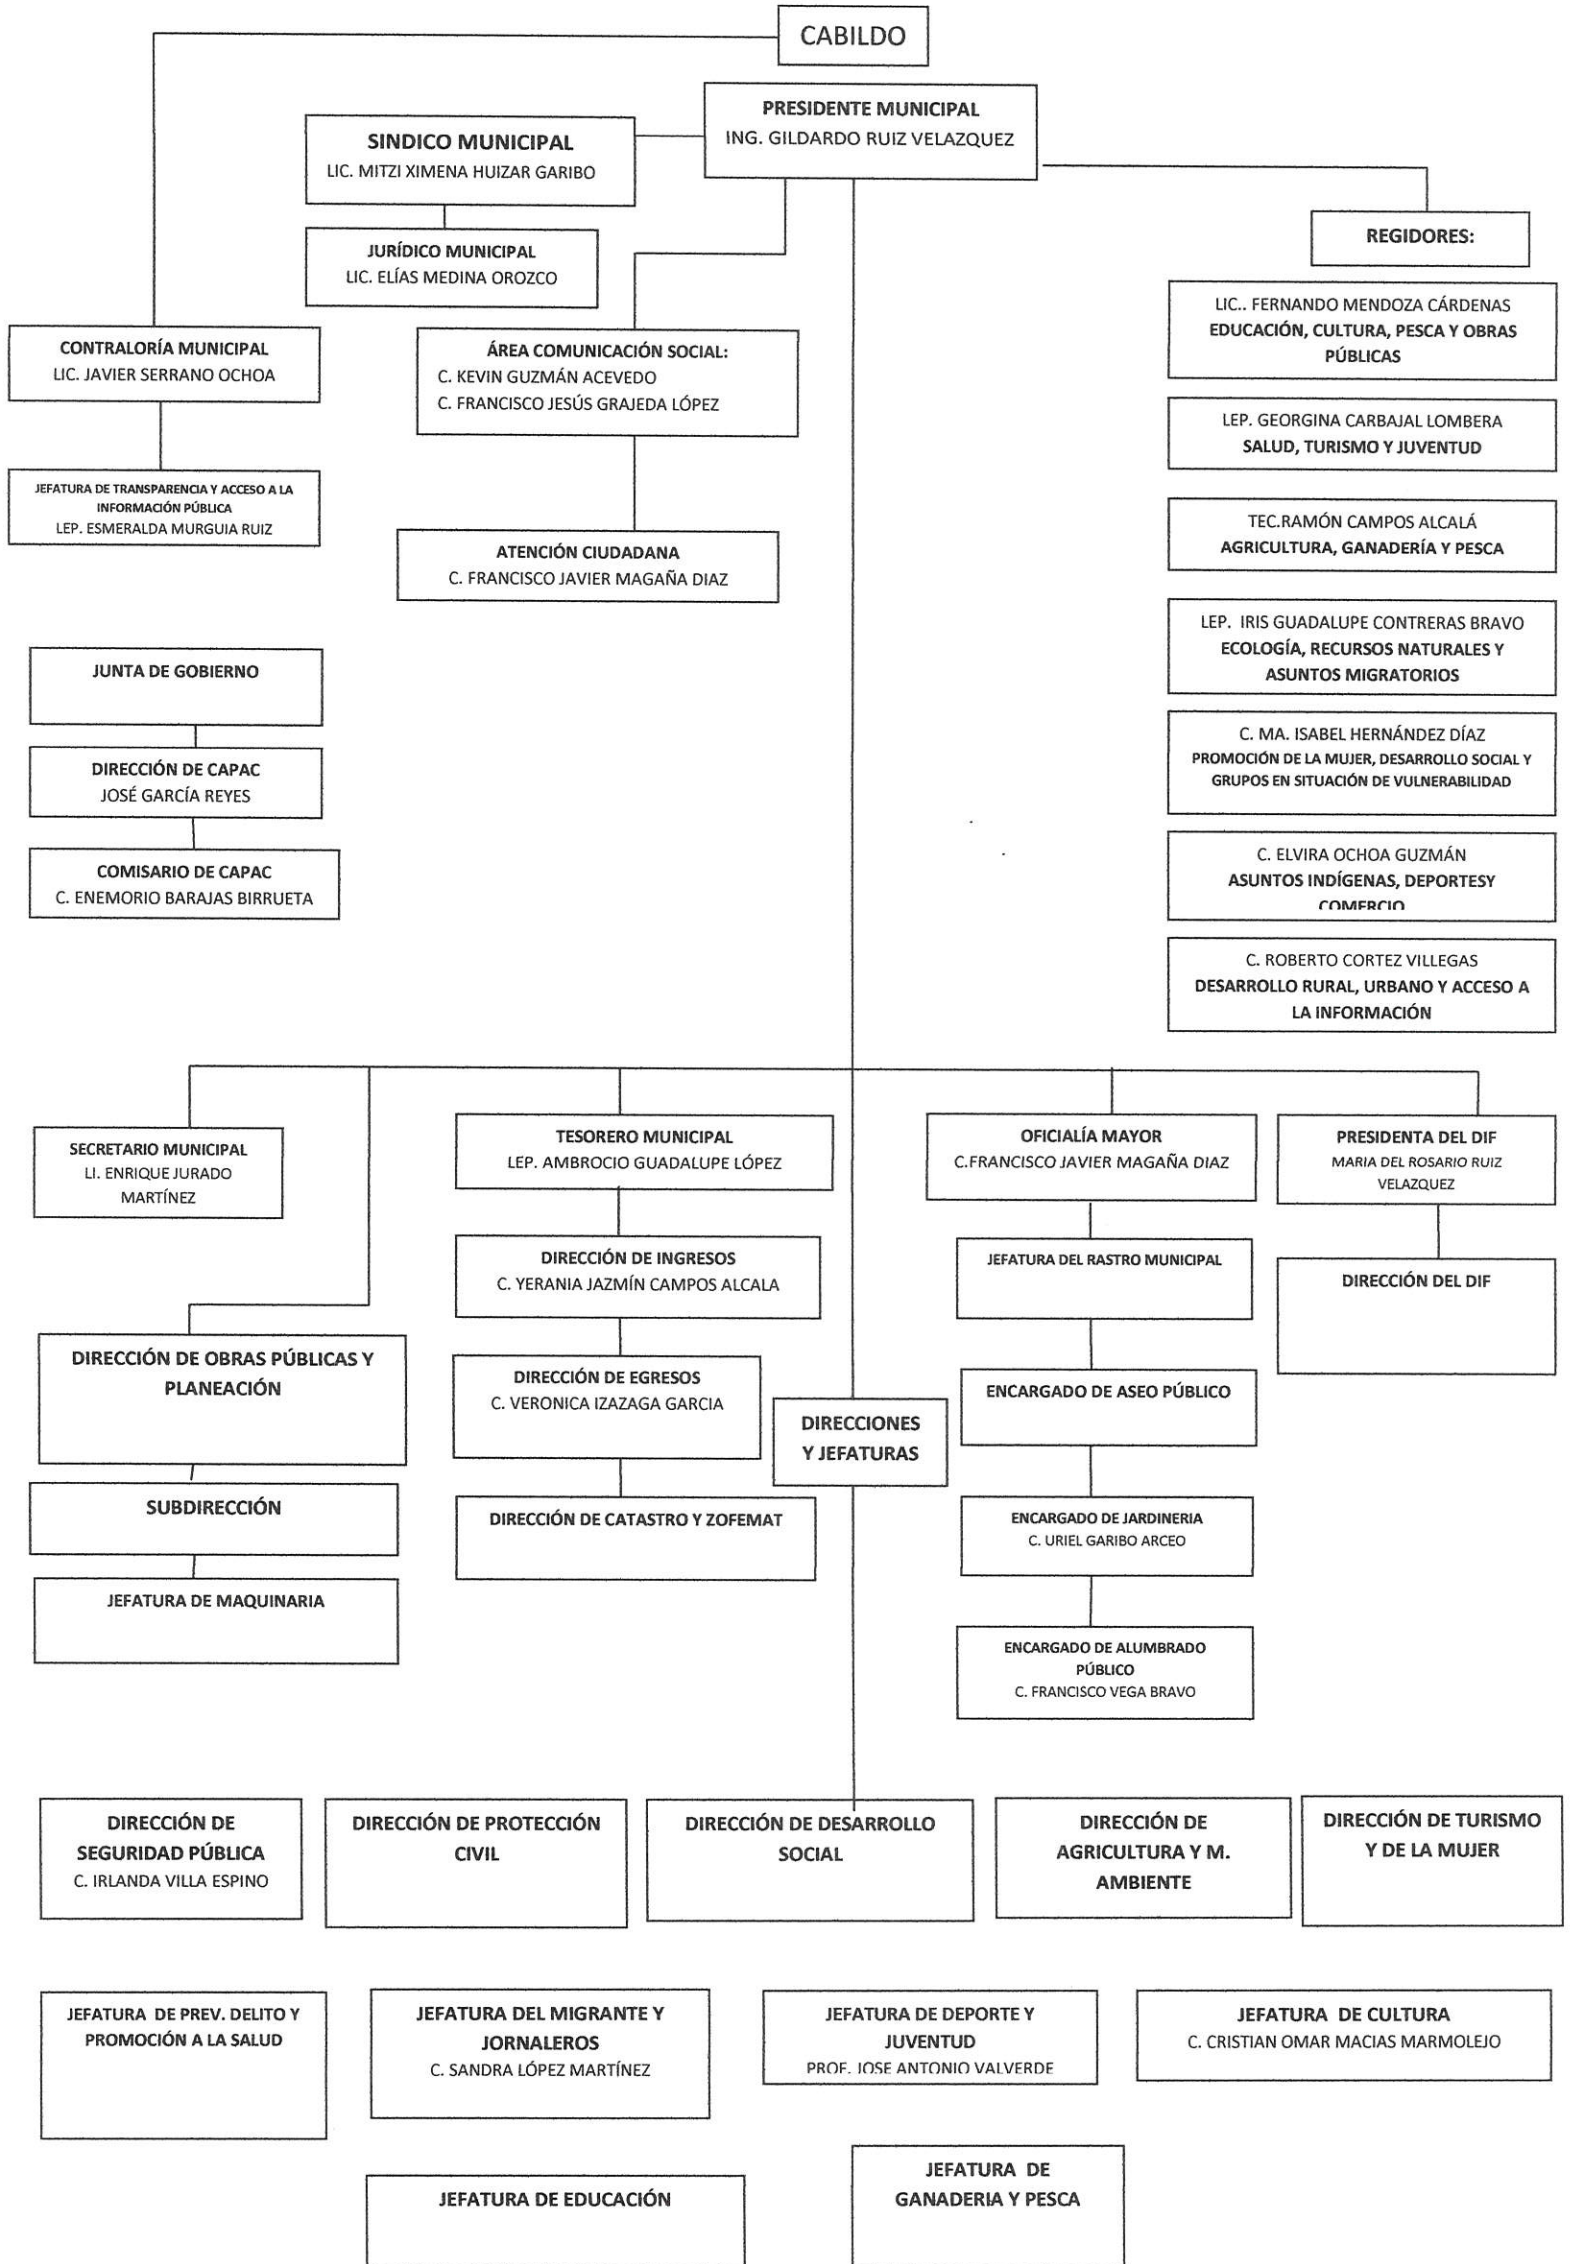 CABILDO
PRESIDENTE MUNICIPAL
ING. GILDARDO RUIZ VELAZQUEZ
SINDICO MUNICIPAL
LIC. MITZI XIMENA HUIZAR GARIBO
JURÍDICO MUNICIPAL
LIC. ELÍAS MEDINA OROZCO
REGIDORES:
LIC.. FERNANDO MENDOZA CÁRDENAS
EDUCACIÓN, CULTURA, PESCA Y OBRAS
PÚBLICAS
LEP. GEORGINA CARBAJAL LOMBERA
SALUD, TURISMO Y JUVENTUD
TEC.RAMÓN CAMPOS ALCALÁ
AGRICULTURA, GANADERÍA Y PESCA
LEP.  IRIS GUADALUPE CONTRERAS BRAVO
ECOLOGÍA, RECURSOS NATURALES Y
ASUNTOS MIGRATORIOS
C. MA. ISABEL HERNÁNDEZ DÍAZ
PROMOCIÓN DE LA MUJER, DESARROLLO SOCIAL Y
GRUPOS EN SITUACIÓN DE VULNERABILIDAD
C. ELVIRA OCHOA GUZMÁN
ASUNTOS INDÍGENAS, DEPORTESY
COMERCIO
C. ROBERTO CORTEZ VILLEGAS
DESARROLLO RURAL, URBANO Y ACCESO A
LA INFORMACIÓN
CONTRALORÍA MUNICIPAL
LIC. JAVIER SERRANO OCHOA
JEFATURA DE TRANSPARENCIA Y ACCESO A LA
INFORMACIÓN PÚBLICA
LEP. ESMERALDA MURGUIA RUIZ
ÁREA COMUNICACIÓN SOCIAL:
C. KEVIN GUZMÁN ACEVEDO
C. FRANCISCO JESÚS GRAJEDA LÓPEZ
ATENCIÓN CIUDADANA
C. FRANCISCO JAVIER MAGAÑA DIAZ
JUNTA DE GOBIERNO
DIRECCIÓN DE CAPAC
JOSÉ GARCÍA REYES
COMISARIO DE CAPAC
C. ENEMORIO BARAJAS BIRRUETA
SECRETARIO MUNICIPAL
LI. ENRIQUE JURADO
MARTÍNEZ
DIRECCIÓN DE OBRAS PÚBLICAS Y
PLANEACIÓN
SUBDIRECCIÓN
JEFATURA DE MAQUINARIA
TESORERO MUNICIPAL
LEP. AMBROCIO GUADALUPE LÓPEZ
DIRECCIÓN DE INGRESOS
C. YERANIA JAZMÍN CAMPOS ALCALA
DIRECCIÓN DE EGRESOS
C. VERONICA IZAZAGA GARCIA
DIRECCIÓN DE CATASTRO Y ZOFEMAT
DIRECCIONES
Y JEFATURAS
OFICIALÍA MAYOR
C.FRANCISCO JAVIER MAGAÑA DIAZ
JEFATURA DEL RASTRO MUNICIPAL
ENCARGADO DE ASEO PÚBLICO
ENCARGADO DE JARDINERIA
C. URIEL GARIBO ARCEO
ENCARGADO DE ALUMBRADO
PÚBLICO
C. FRANCISCO VEGA BRAVO
PRESIDENTA DEL DIF
MARIA DEL ROSARIO RUIZ
VELAZQUEZ
DIRECCIÓN DEL DIF
DIRECCIÓN DE
SEGURIDAD PÚBLICA
C. IRLANDA VILLA ESPINO
DIRECCIÓN DE PROTECCIÓN
CIVIL
DIRECCIÓN DE DESARROLLO
SOCIAL
DIRECCIÓN DE
AGRICULTURA Y M.
AMBIENTE
DIRECCIÓN DE TURISMO
Y DE LA MUJER
JEFATURA  DE PREV. DELITO Y
PROMOCIÓN A LA SALUD
JEFATURA DEL MIGRANTE Y
JORNALEROS
C. SANDRA LÓPEZ MARTÍNEZ
JEFATURA DE DEPORTE Y
JUVENTUD
PROF. JOSE ANTONIO VALVERDE
JEFATURA  DE CULTURA
C. CRISTIAN OMAR MACIAS MARMOLEJO
JEFATURA DE EDUCACIÓN
JEFATURA  DE
GANADERIA Y PESCA